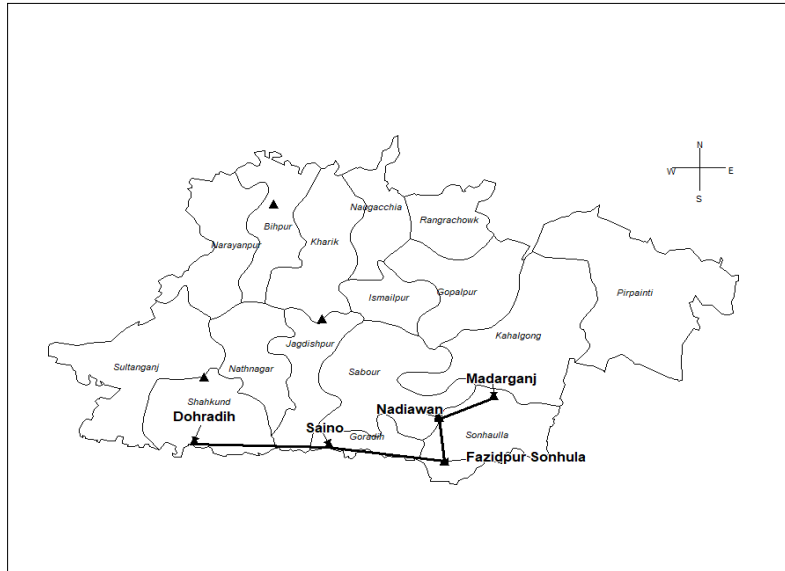 N
W E
S
Naugacchia
Rangrachowk
Bihpur
Narayanpur
Kharik
Ismailpur
Gopalpur
Pirpainti
Kahalgong
Jagdishpur
Sultanganj
Nathnagar
Sabour
Madarganj
Shahkund
Nadiawan
Dohradih
Saino
Goradih
Sonhaulla
Fazidpur Sonhula